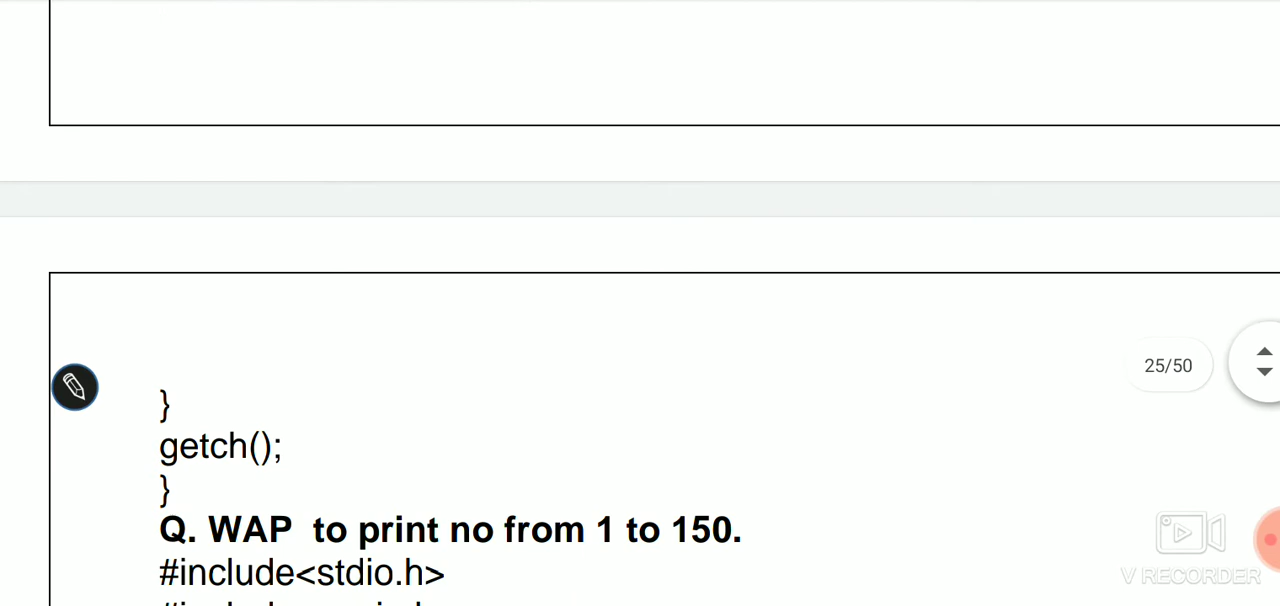 25/50
}
getch();
}
Q. WAP to print no from 1 to 150.
#include<stdio.h>
V RECORDER